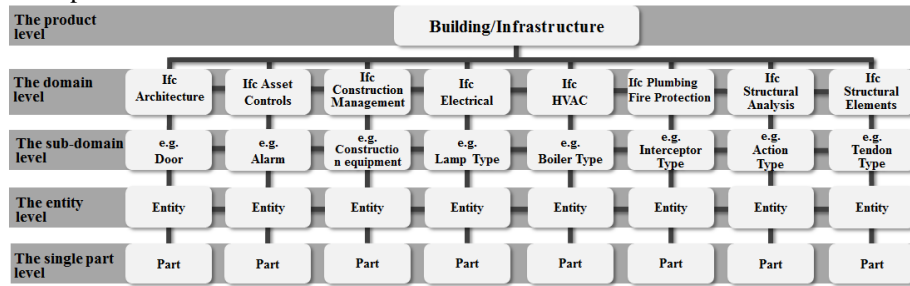 The product
level
Building/Infrastructure
The domain
level
Ifc
Architecture
Ifc Asset
Controls
Ifc
Construction
Management
Ifc
Electrical
Ifc
HVAC
Ifc Plumbing
Fire Protection
Ifc
Structural
Analysis
Ifc
Structural
Elements
The sub-domain
level
e.g.
Door
e.g.
Alarm
e.g.
Constructio
n equipment
e.g.
Lamp Type
e.g.
Boiler Type
e.g.
Interceptor
Type
e.g.
Action
Type
e.g.
Tendon
Type
The entity
level
Entity
Entity
Entity
Entity
Entity
Entity
Entity
Entity
The single part
level
Part
Part
Part
Part
Part
Part
Part
Part